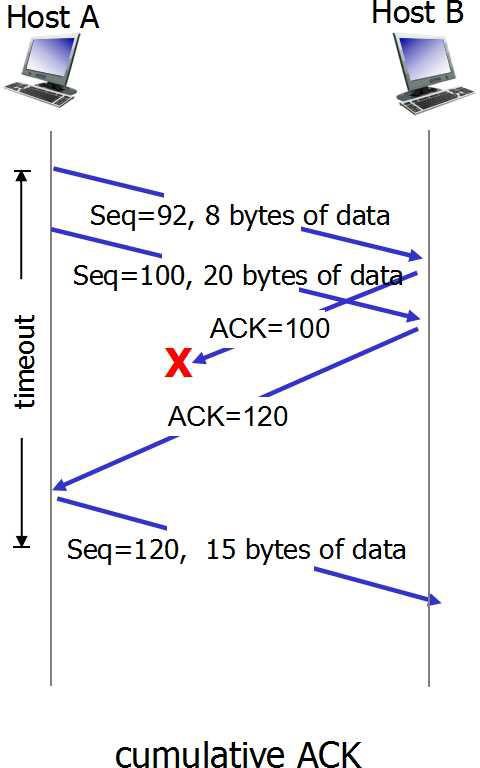 Host A
Host B
Seq=92, 8 bytes of data
Seq=100, 20 bytes of data
ACK=100
X
timeout
ACK=120
Seq=120, 15 bytes of data
cumulative ACK